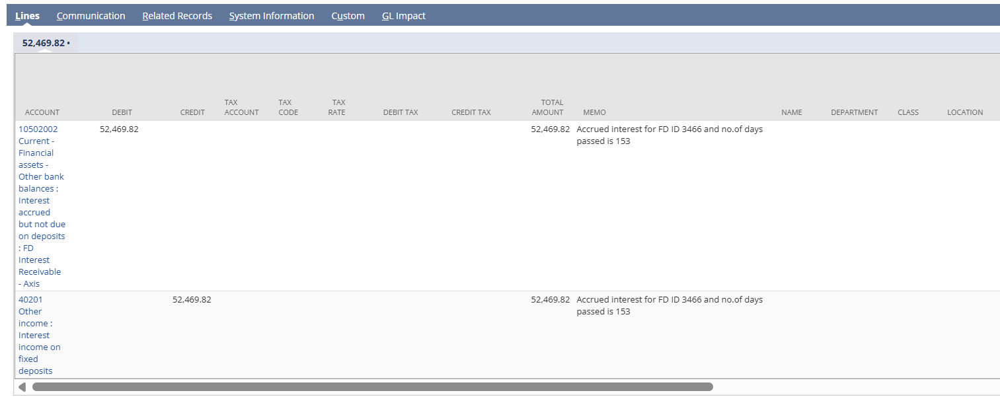 Lines Communication Related Records System Information Custom GL Impact
52,469.82 •
ACCOUNT DEBIT CREDIT TAX ACCOUNT TAX CODE TAX RATE DEBIT TAX CREDIT TAX TOTAL AMOUNT MEMO NAME DEPARTMENT CLASS LOCATION
10502002 52,469.82 52,469.82 Accrued interest for FD ID 3466 and no.of days
Current - passed is 153
Financial
assets -
Other bank
balances :
Interest
accrued
but not due
on deposits
: FD
Interest
Receivable
- Axis
40201 52,469.82 52,469.82 Accrued interest for FD ID 3466 and no.of days
Other passed is 153
income :
Interest
income on
fixed
deposits